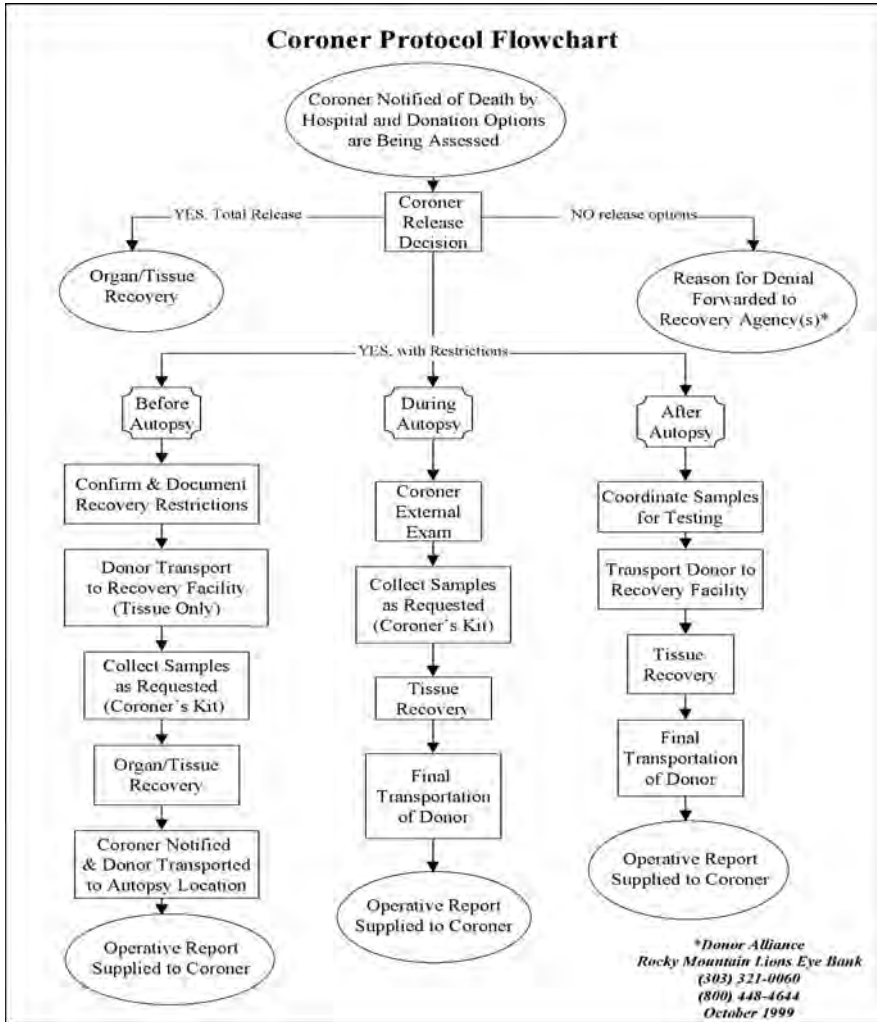 Coroner Protocol Flowchart
Coroner Notified of Death by
Hospital and Donation Options
are Being Assessed
YES, Total Release
Coroner
Release
Decision
NO release options
Organ/Tissue
Recovery
Reason for Denial
Forwarded to
Recovery Agency(s)*
YES, with Restrictions
Before
Autopsy
Confirm & Document
Recovery Restrictions
Donor Transport
to Recovery Facility
(Tissue Only)
Collect Samples
as Requested
(Coroner's Kit)
Organ/Tissue
Recovery
Coroner Notified
& Donor Transported
to Autopsy Location
Operative Report
Supplied to Coroner
During
Autopsy
Coroner
External
Exam
Collect Samples
as Requested
(Coroner's Kit)
Tissue
Recovery
Final
Transportation
of Donor
Operative Report
Supplied to Coroner
After
Autopsy
Coordinate Samples
for Testing
Transport Donor to
Recovery Facility
Tissue
Recovery
Final
Transportation
of Donor
Operative Report
Supplied to Coroner
*Donor Alliance
Rocky Mountain Lions Eye Bank
(303) 321-0060
(800) 448-4644
October 1999